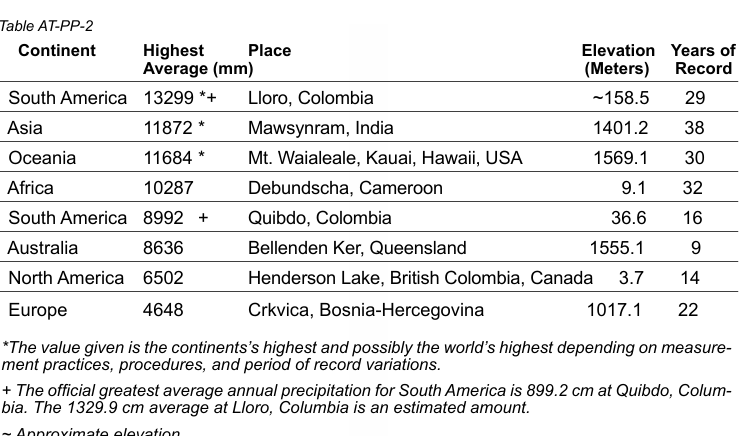 Table AT-PP-2
Continent Highest Average (mm) Place Elevation (Meters) Years of Record
South America 13299 *+ Lloro, Colombia ~158.5 29
Asia 11872 * Mawsynram, India 1401.2 38
Oceania 11684 * Mt. Waialeale, Kauai, Hawaii, USA 1569.1 30
Africa 10287 Debundscha, Cameroon 9.1 32
South America 8992 + Quibdo, Colombia 36.6 16
Australia 8636 Bellenden Ker, Queensland 1555.1 9
North America 6502 Henderson Lake, British Colombia, Canada 3.7 14
Europe 4648 Crkvica, Bosnia-Hercegovina 1017.1 22
*The value given is the continents's highest and possibly the world's highest depending on measure-
ment practices, procedures, and period of record variations.
+ The official greatest average annual precipitation for South America is 899.2 cm at Quibdo, Colum-
bia. The 1329.9 cm average at Lloro, Columbia is an estimated amount.
~ Approximate elevation